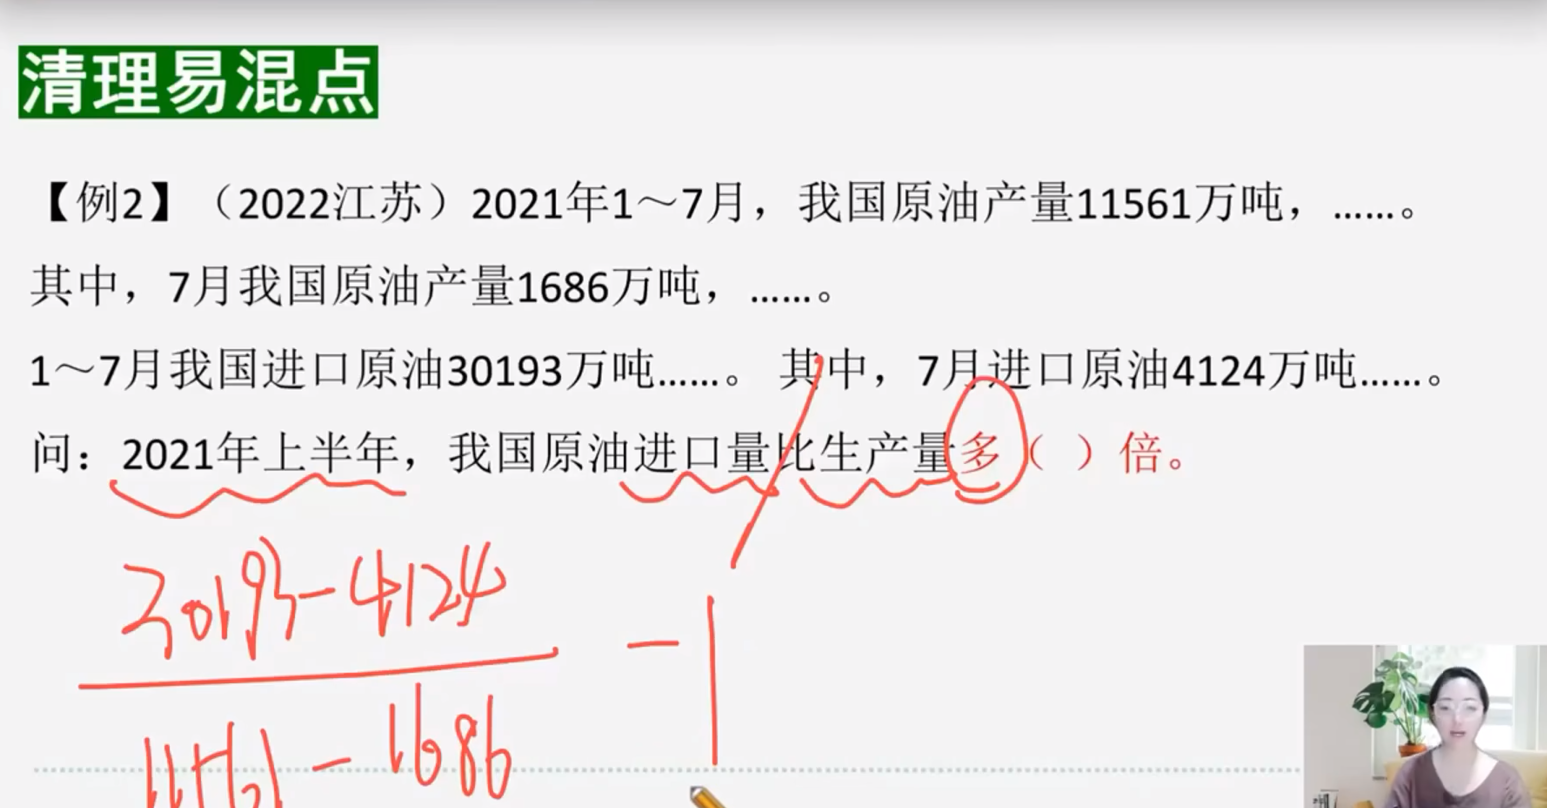 清理易混点
【例2】（2022江苏）2021年1～7月，我国原油产量11561万吨，……。
其中，7月我国原油产量1686万吨，……。
1～7月我国进口原油30193万吨……。 其中，7月进口原油4124万吨……。
问：2021年上半年，我国原油进口量比生产量多（ ）倍。
30193-4124
-1
11561-1686